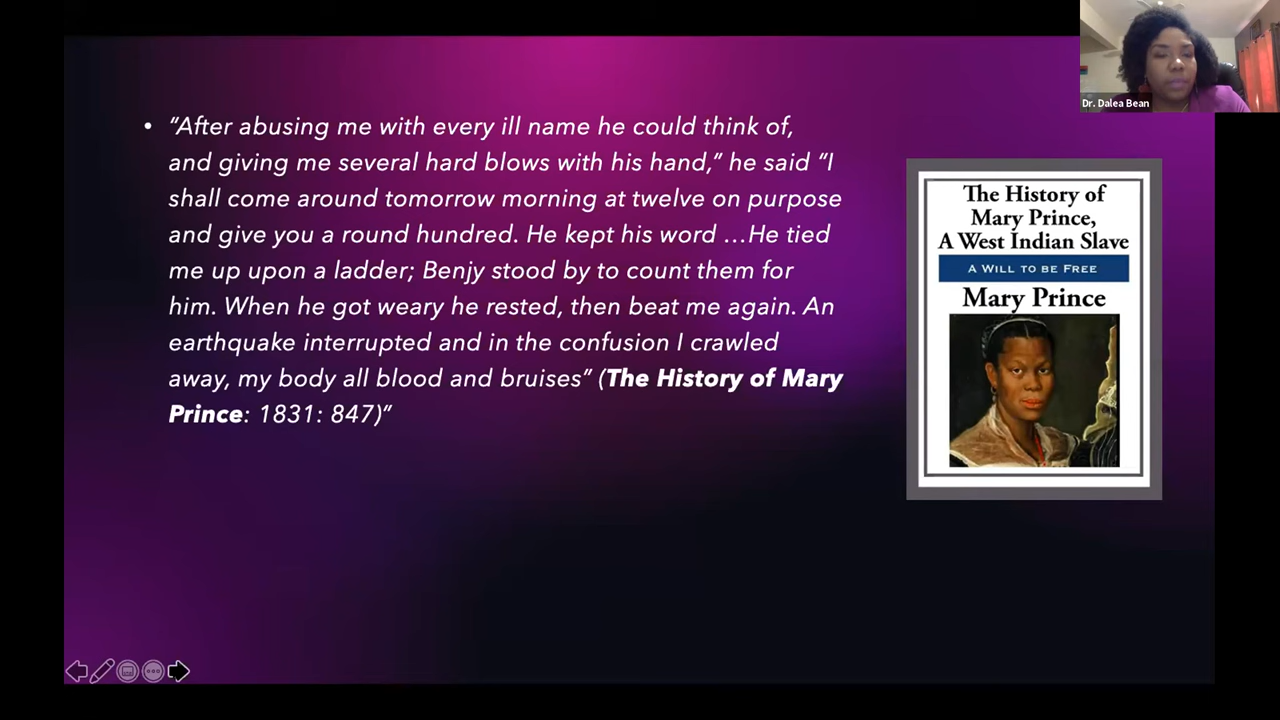 Dr. Dalea Bean
• “After abusing me with every ill name he could think of,
and giving me several hard blows with his hand,“ he said “I
shall come around tomorrow morning at twelve on purpose
and give you a round hundred. He kept his word …He tied
me up upon a ladder; Benjy stood by to count them for
him. When he got weary he rested, then beat me again. An
earthquake interrupted and in the confusion I crawled
away, my body all blood and bruises” (The History of Mary
Prince: 1831: 847)”
The History of
Mary Prince,
A West Indian Slave
A WILL TO BE FREE
Mary Prince